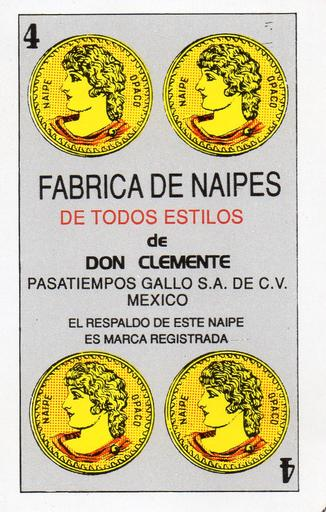 4
NAIPE OPACO
NAIPE OPACO
FABRICA DE NAIPES
DE TODOS ESTILOS
de
DON CLEMENTE
PASATIEMPOS GALLO S.A. DE C.V.
MEXICO
EL RESPALDO DE ESTE NAIPE
ES MARCA REGISTRADA
NAIPE OPACO
NAIPE OPACO
4